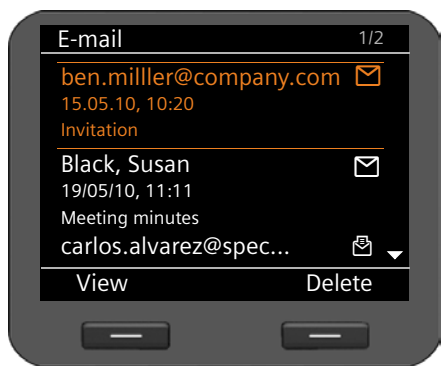 E-mail 1/2
ben.milller@company.com
15.05.10, 10:20
Invitation
Black, Susan
19/05/10, 11:11
Meeting minutes
carlos.alvarez@spec...
View Delete